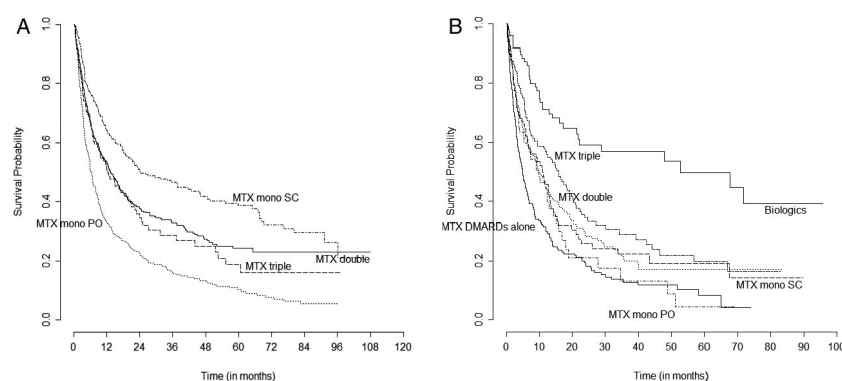 A
Survival Probability
1.0
0.8
0.6
0.4
0.2
0.0
MTX mono SC
MTX mono PO
MTX double
MTX triple
0 12 24 36 48 60 72 84 96 108 120
Time (in months)
B
Survival Probability
1.0
0.8
0.6
0.4
0.2
0.0
MTX triple
MTX double
Biologics
MTX DMARDs alone
MTX mono SC
MTX mono PO
0 10 20 30 40 50 60 70 80 90 100
Time (in months)